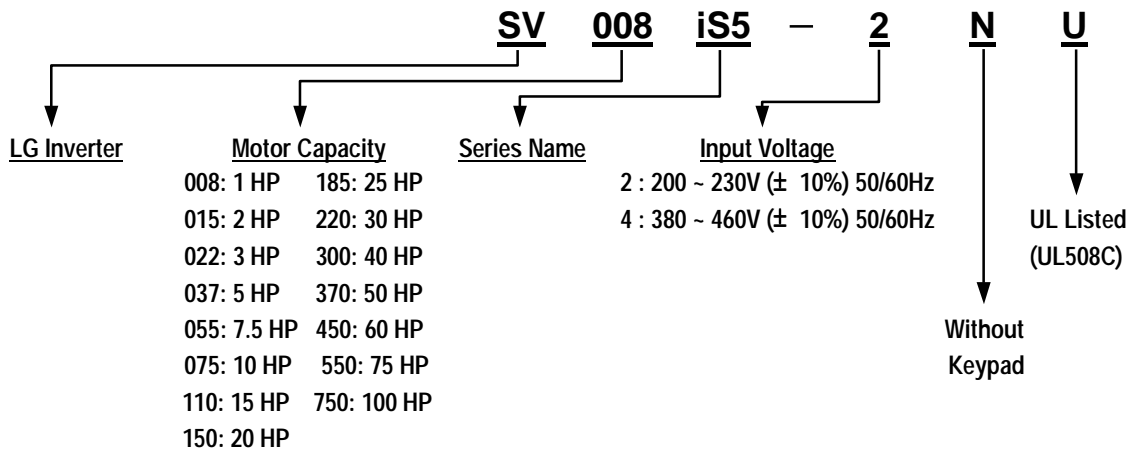 SV 008 iS5 – 2 N U
LG Inverter Motor Capacity Series Name Input Voltage
008: 1 HP 185: 25 HP 2 : 200 ~ 230V (± 10%) 50/60Hz
015: 2 HP 220: 30 HP 4 : 380 ~ 460V (± 10%) 50/60Hz UL Listed
022: 3 HP 300: 40 HP (UL508C)
037: 5 HP 370: 50 HP
055: 7.5 HP 450: 60 HP Without
075: 10 HP 550: 75 HP Keypad
110: 15 HP 750: 100 HP
150: 20 HP